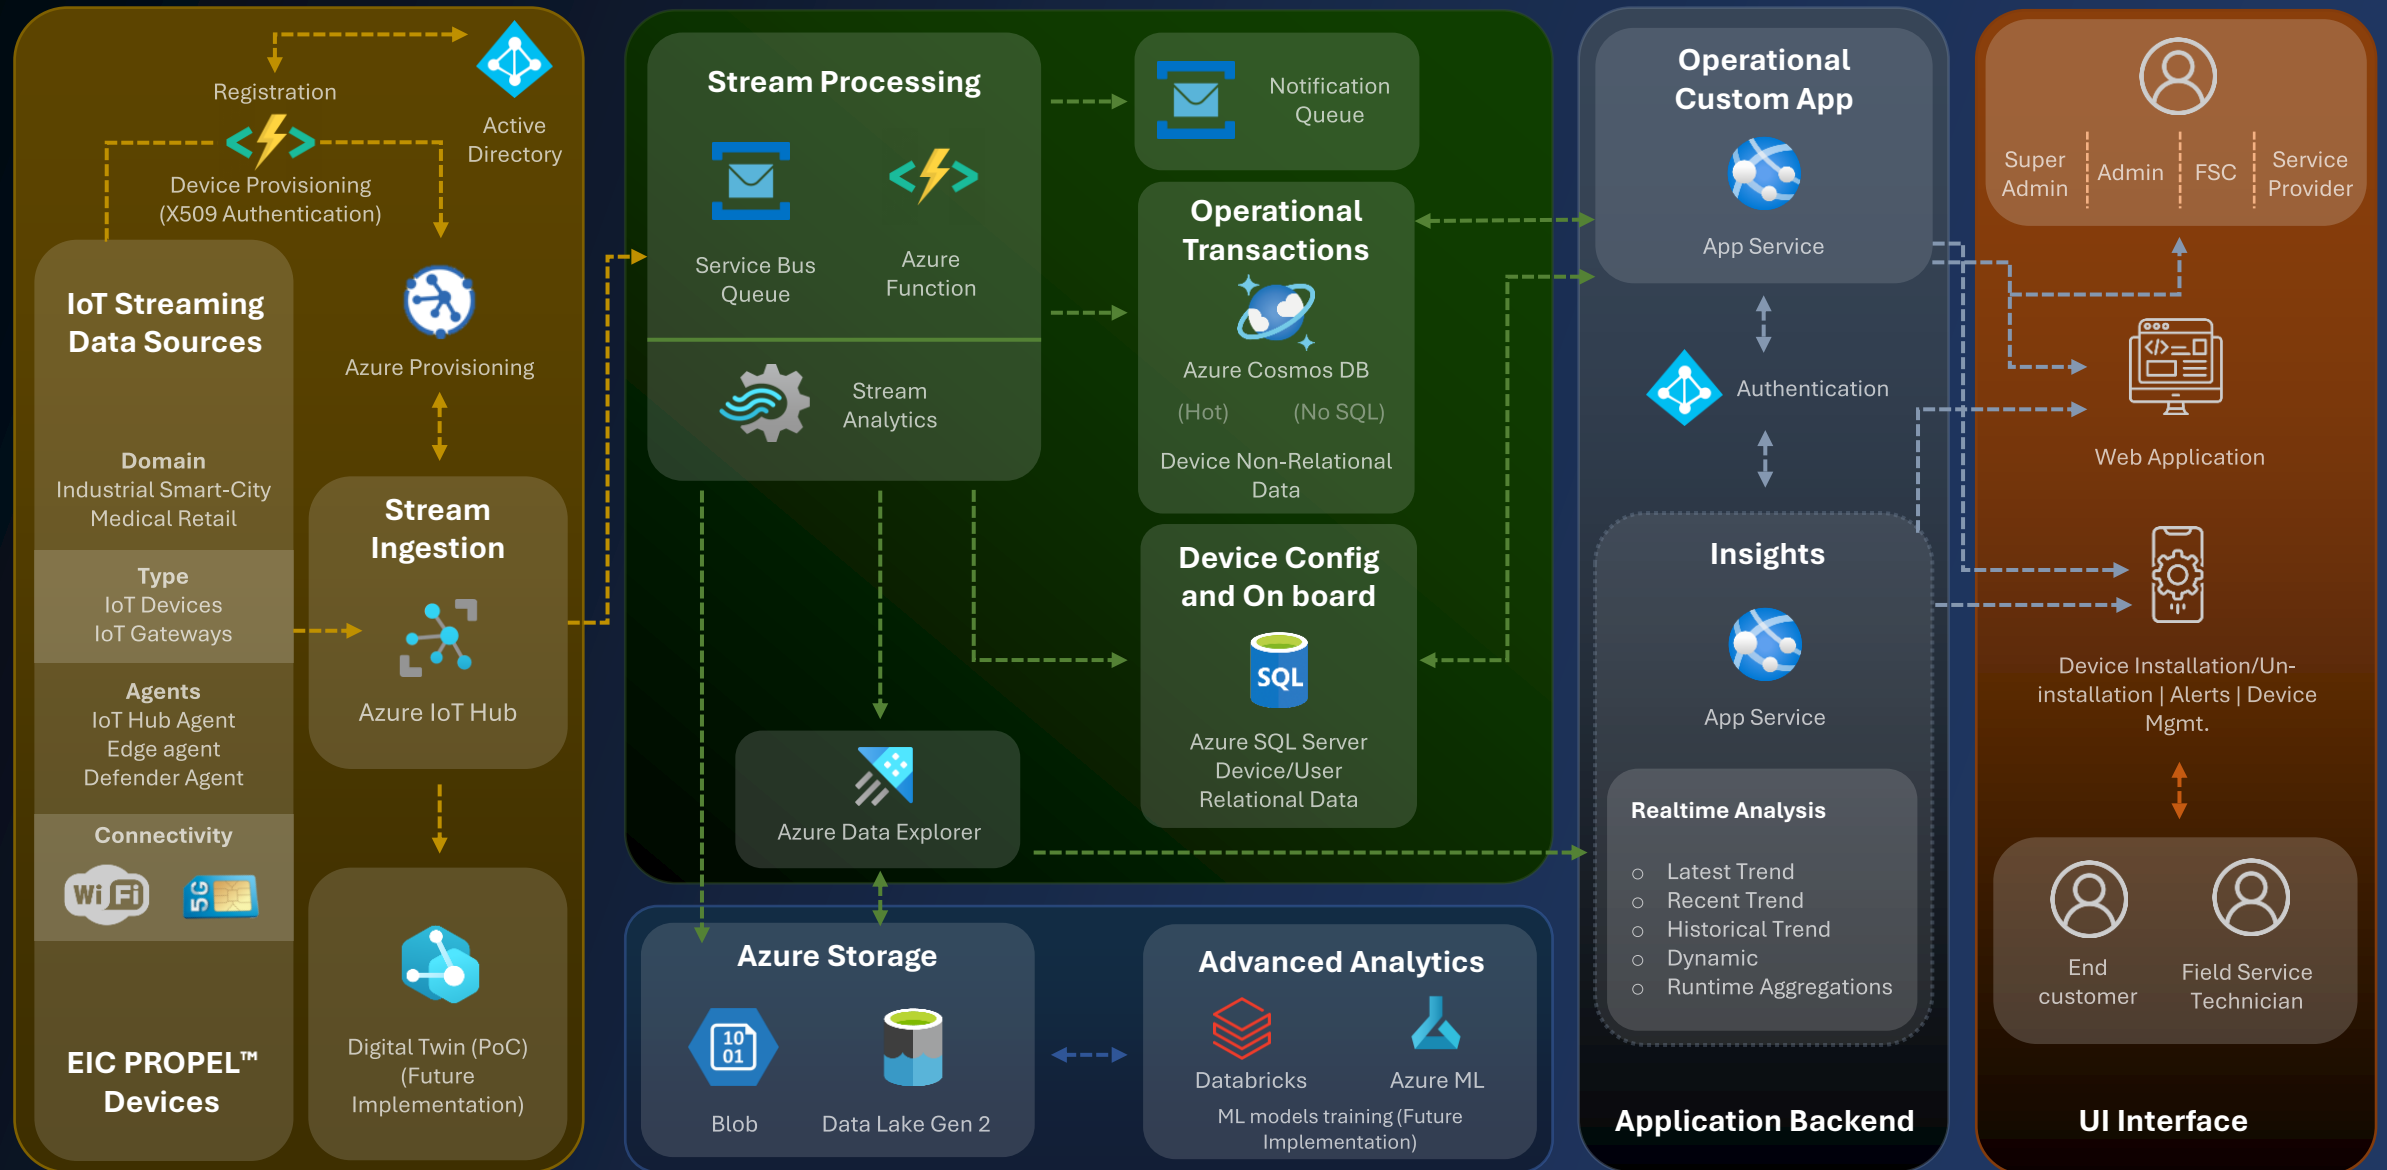 Registration
Active
Directory
Device Provisioning
(X509 Authentication)
IoT Streaming
Data Sources
Azure Provisioning
Domain
Industrial Smart-City
Medical Retail
Type
IoT Devices
IoT Gateways
Agents
IoT Hub Agent
Edge agent
Defender Agent
Connectivity
WiFi
5G
EIC PROPEL™
Devices
Stream
Ingestion
Azure IoT Hub
Digital Twin (PoC)
(Future
Implementation)
Stream Processing
Service Bus
Queue
Azure
Function
Stream
Analytics
Notification
Queue
Operational
Transactions
Azure Cosmos DB
(Hot) (No SQL)
Device Non-Relational
Data
Device Config
and On board
SQL
Azure SQL Server
Device/User
Relational Data
Azure Data Explorer
Azure Storage
10
01
Blob
Data Lake Gen 2
Advanced Analytics
Databricks
Azure ML
ML models training (Future
Implementation)
Operational
Custom App
App Service
Authentication
Insights
App Service
Realtime Analysis
Latest Trend
Recent Trend
Historical Trend
Dynamic
Runtime Aggregations
Application Backend
Super
Admin
Admin
FSC
Service
Provider
</>
Web Application
Device Installation/Un-
installation | Alerts | Device
Mgmt.
End
customer
Field Service
Technician
UI Interface